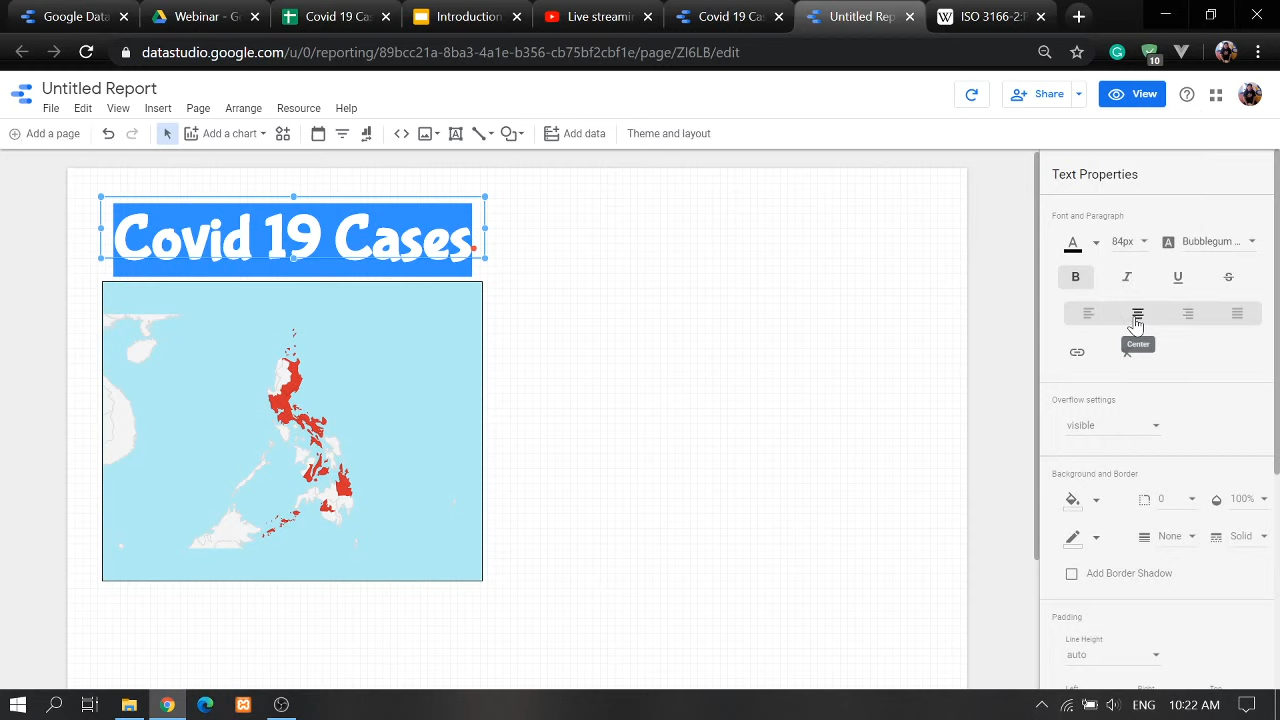 Google Data
Webinar - G
Covid 19 Cas
Introduction
Live streamin
Covid 19 Cas
Untitled Rep
ISO 3166-2:F
datastudio.google.com/u/0/reporting/89bcc21a-8ba3-4a1e-b356-cb75bf2cbf1e/page/ZI6LB/edit
10
Untitled Report
File Edit View Insert Page Arrange Resource Help
Share
View
Add a page
Add a chart
Add data
Theme and layout
Covid 19 Cases
Text Properties
Font and Paragraph
84px
Bubblegum ...
Center
Overflow settings
visible
Background and Border
0
100%
None
Solid
Add Border Shadow
Padding
Line Height
auto
ENG
10:22 AM